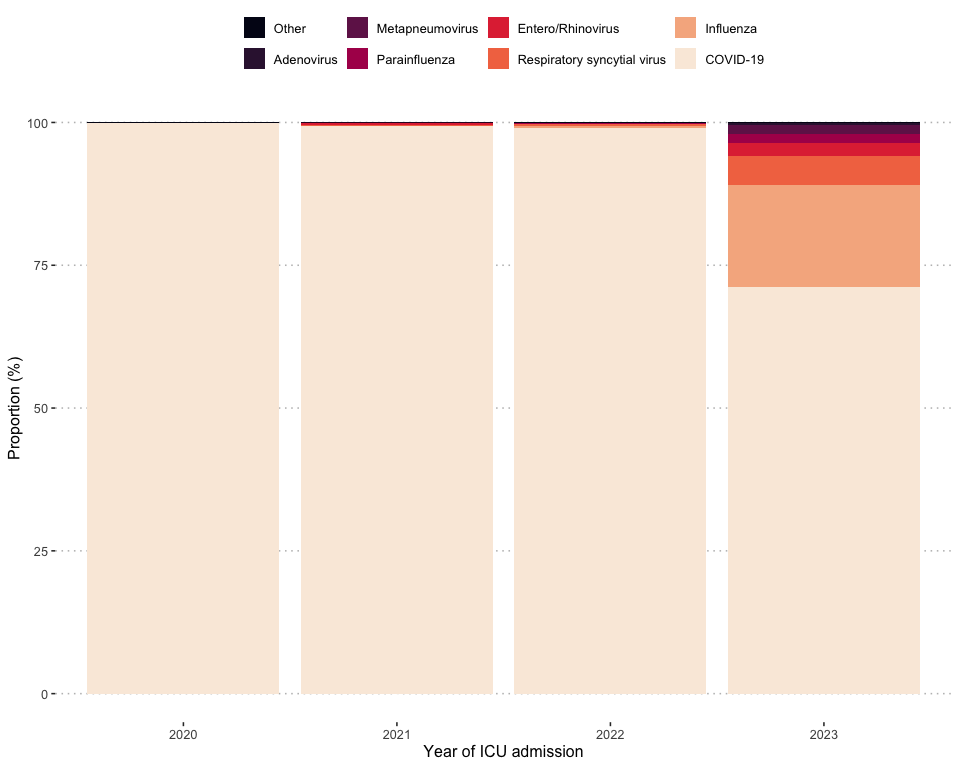 Other Metapneumovirus Entero/Rhinovirus Influenza
Adenovirus Parainfluenza Respiratory syncytial virus COVID-19
100
75
50
25
0
Proportion (%)
2020 2021 2022 2023
Year of ICU admission